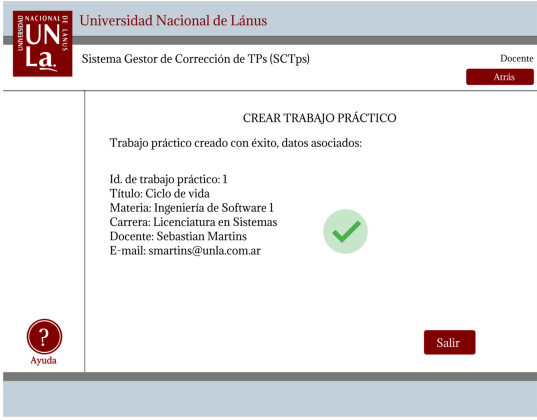 UNIVERSIDAD NACIONAL DE LANUS
UN
La.
Universidad Nacional de Lánus
Sistema Gestor de Corrección de TPs (SCTps)
Docente
Atrás
CREAR TRABAJO PRÁCTICO
Trabajo práctico creado con éxito, datos asociados:
Id. de trabajo práctico: 1
Título: Ciclo de vida
Materia: Ingeniería de Software 1
Carrera: Licenciatura en Sistemas
Docente: Sebastian Martins
E-mail: smartins@unla.com.ar
?
Ayuda
Salir